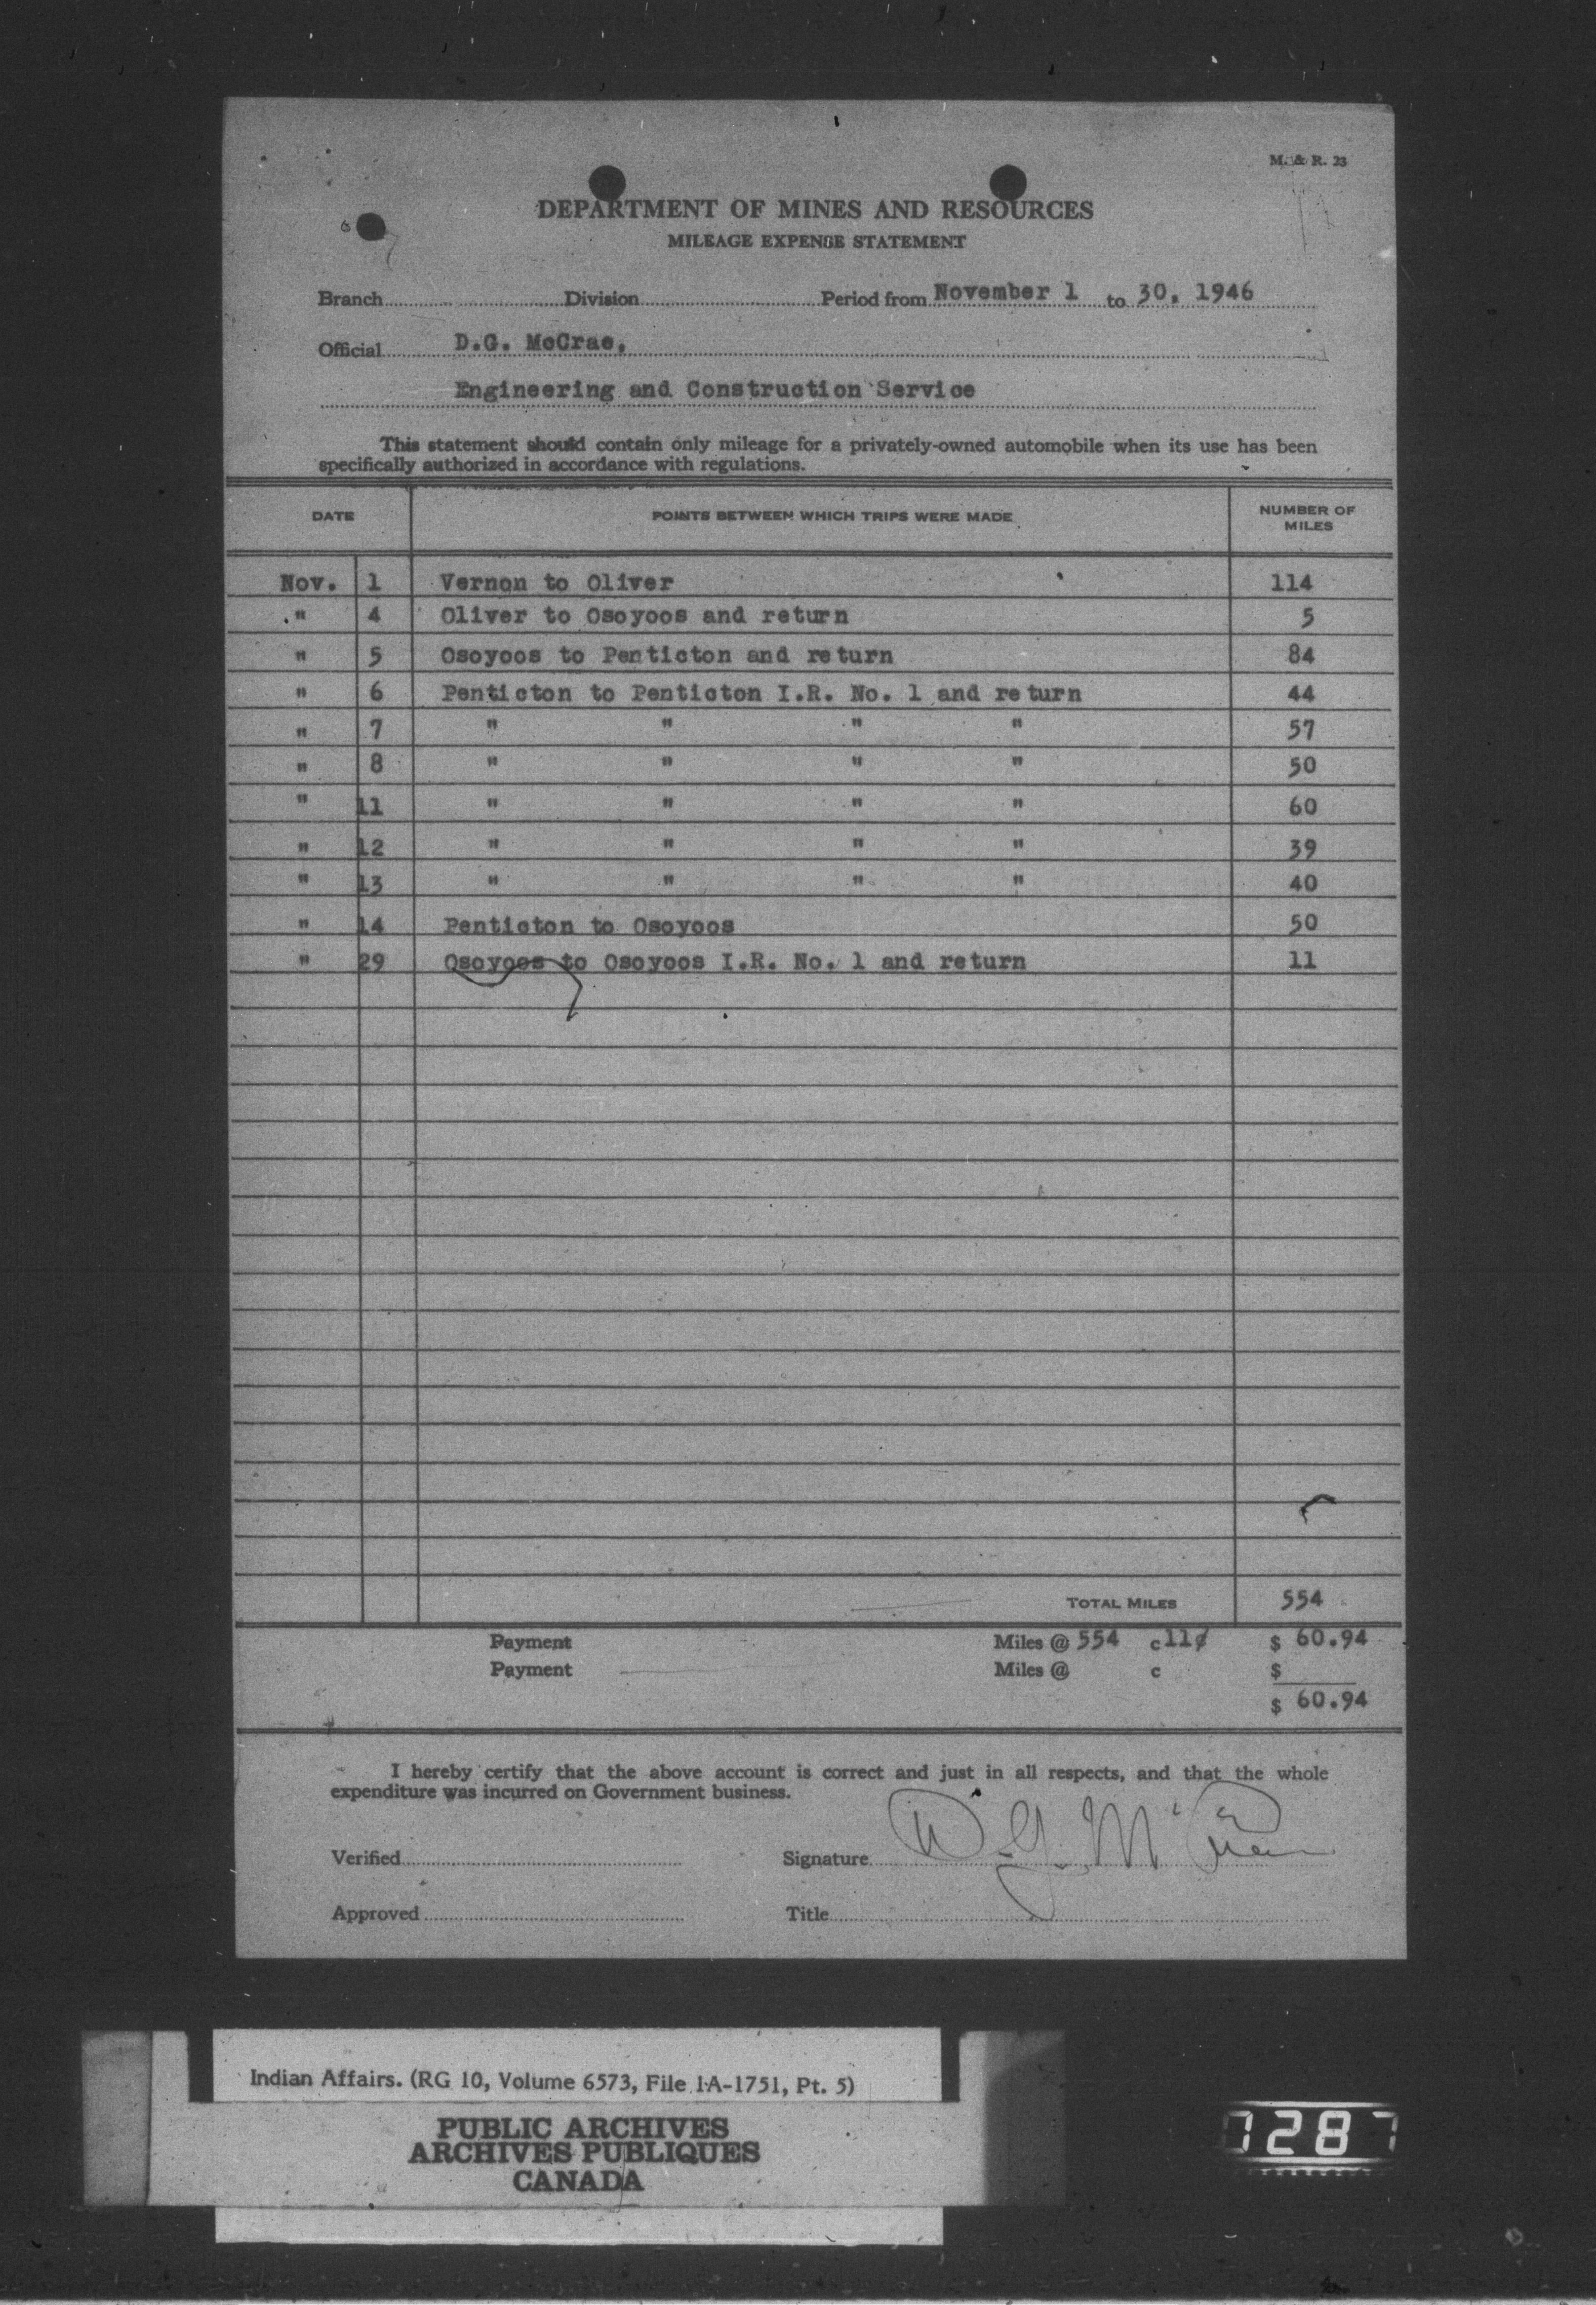 M. & R. 23
DEPARTMENT OF MINES AND RESOURCES
MILEAGE EXPENSE STATEMENT
Branch Division Period from November 1 to 30, 1946
Official D.G. McCrae,
Engineering and Construction Service
This statement should contain only mileage for a privately-owned automobile when its use has been
specifically authorized in accordance with regulations.
DATE POINTS BETWEEN WHICH TRIPS WERE MADE NUMBER OF MILES
Nov. 1 Vernon to Oliver 114
" 4 Oliver to Osoyoos and return 5
" 5 Osoyoos to Penticton and return 84
" 6 Penticton to Penticton I.R. No. 1 and return 44
" 7 " " " " 57
" 8 " " " " 50
" 11 " " " " 60
" 12 " " " " 39
" 13 " " " " 40
" 14 Penticton to Osoyoos 50
" 29 Osoyoos to Osoyoos I.R. No. 1 and return 11
TOTAL MILES 554
Payment Miles @ 554 c 11¢ $ 60.94
Payment Miles @ c $
$ 60.94
I hereby certify that the above account is correct and just in all respects, and that the whole
expenditure was incurred on Government business.
Verified Signature D.G. McCrae
Approved Title
Indian Affairs. (RG 10, Volume 6573, File 1A-1751, Pt. 5)
PUBLIC ARCHIVES
ARCHIVES PUBLIQUES
CANADA
7287